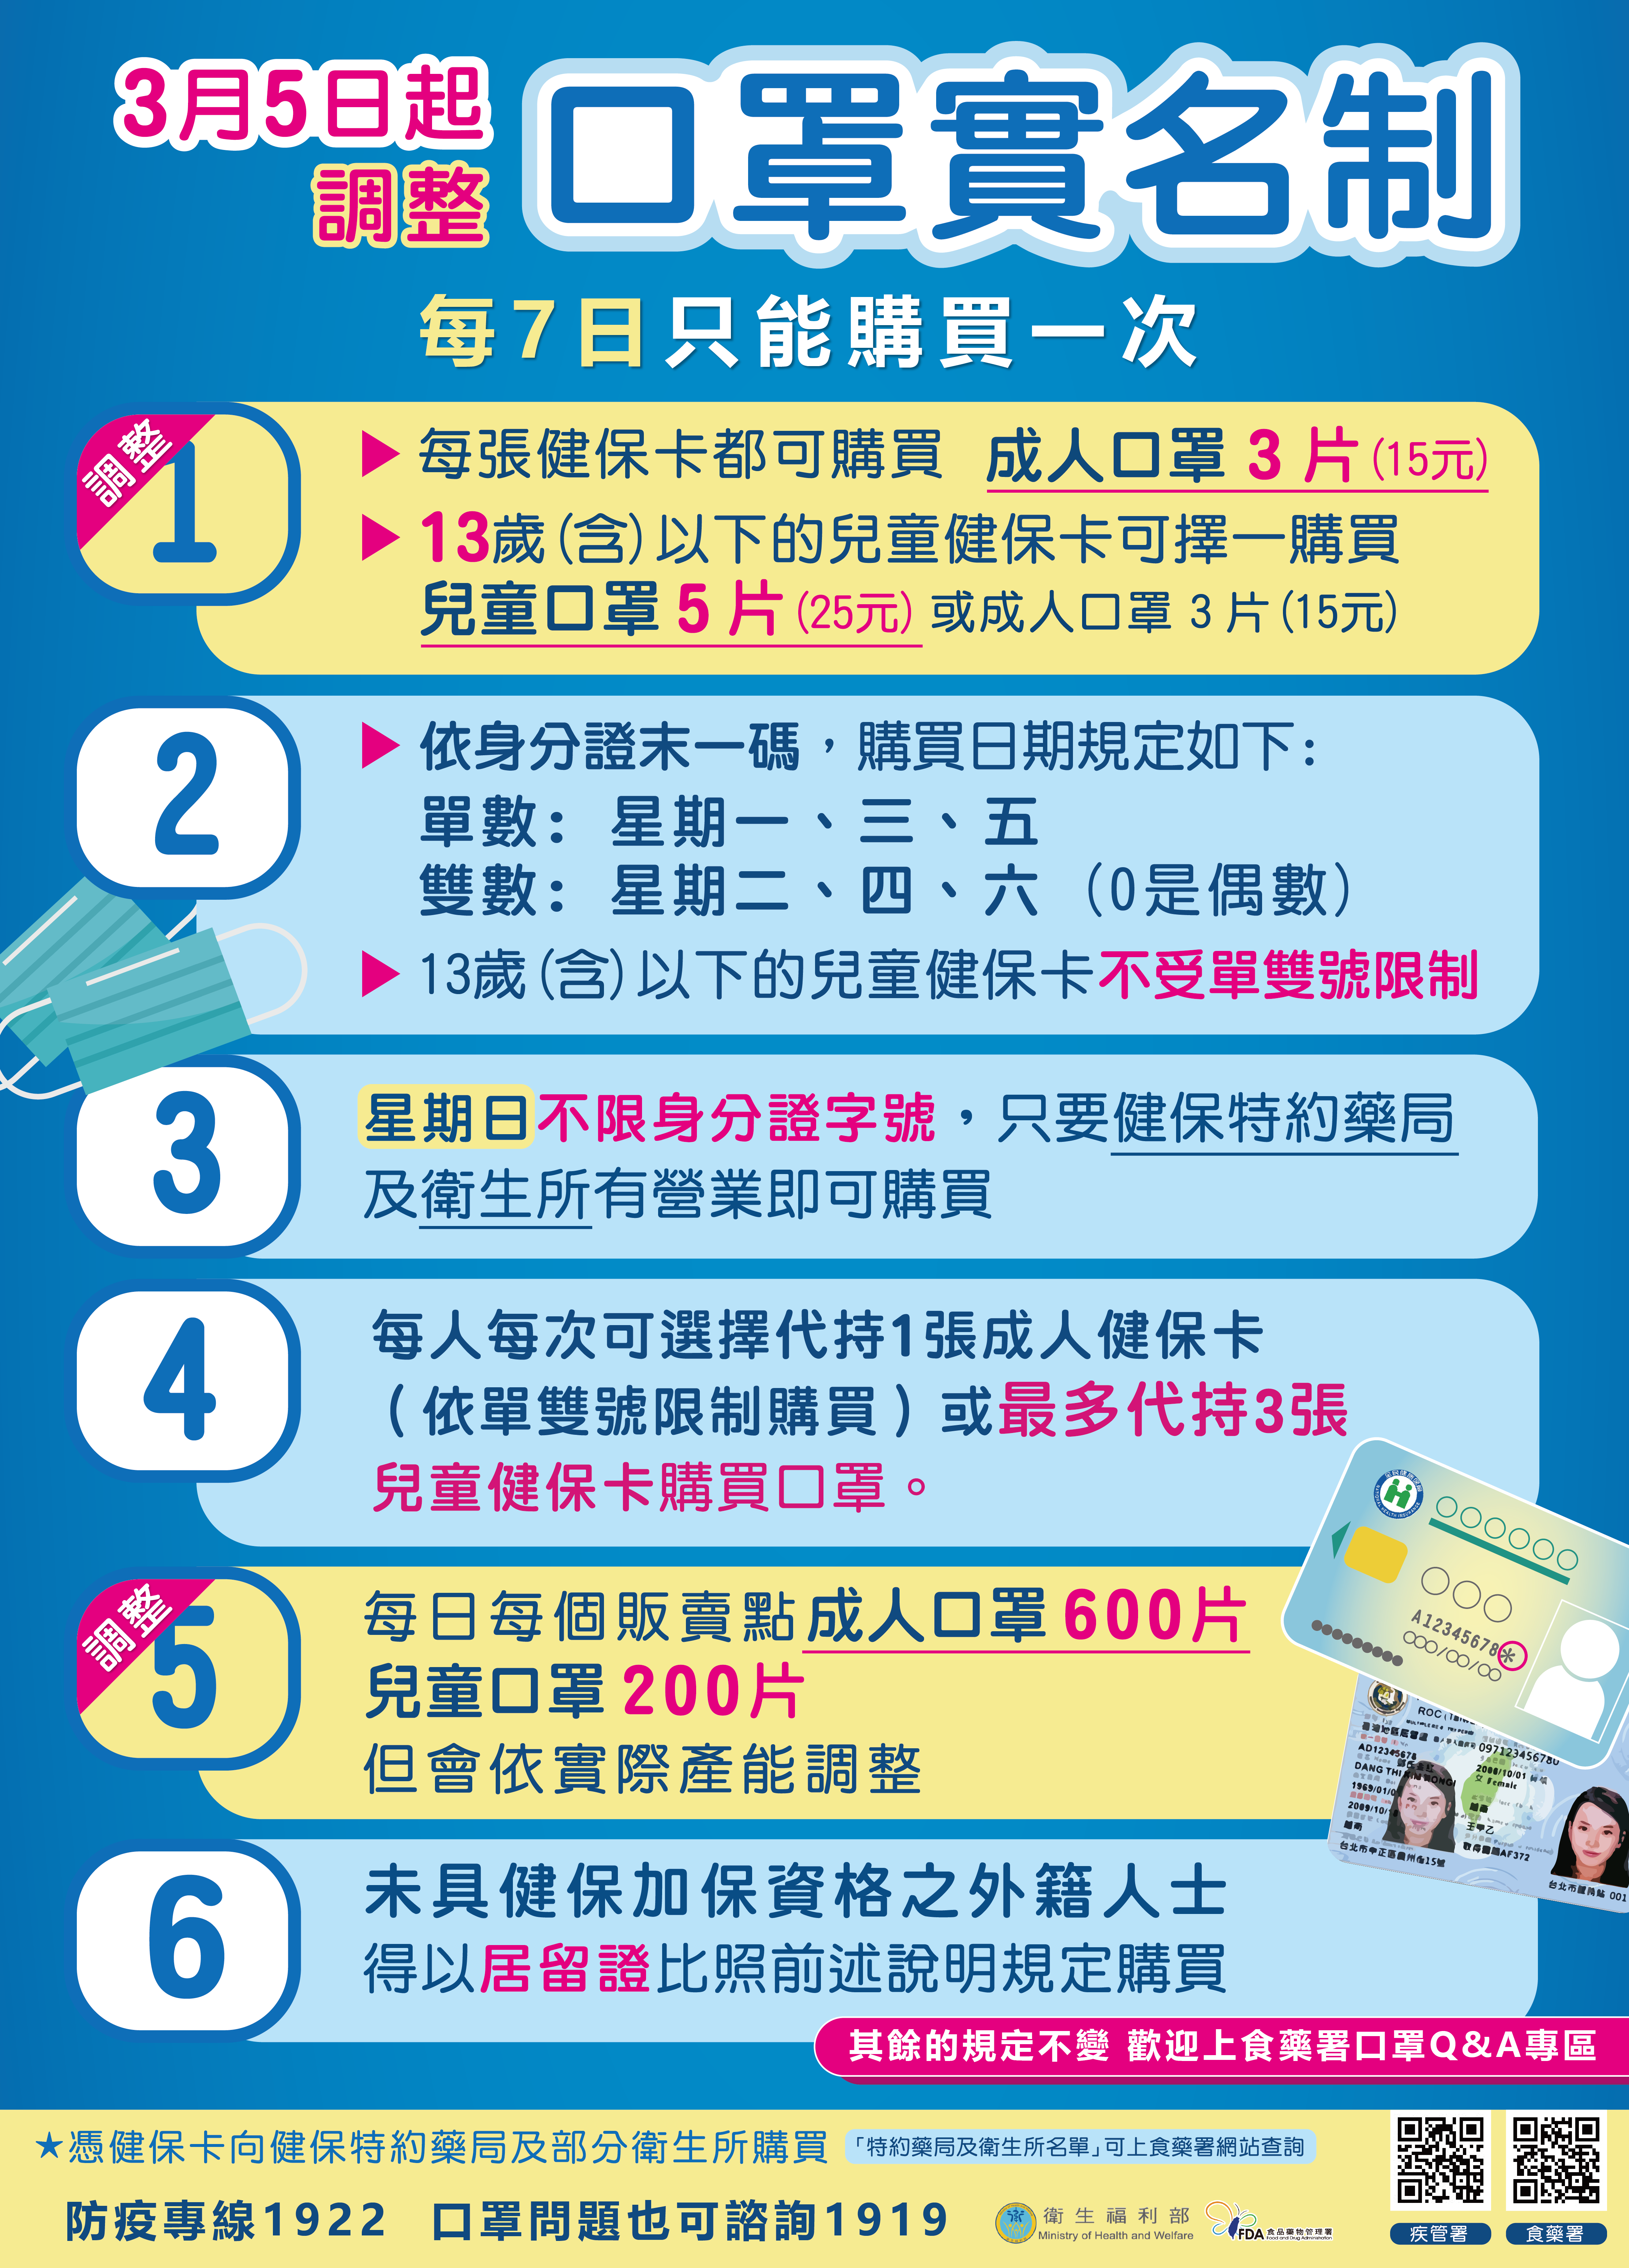 3月5日起
調整
口罩實名制
每7日只能購買一次
調整
1
▶每張健保卡都可購買 成人口罩 3 片(15元)
▶13歲(含)以下的兒童健保卡可擇一購買
兒童口罩 5 片(25元) 或成人口罩 3 片(15元)
2
▶依身分證末一碼，購買日期規定如下：
單數：星期一、三、五
雙數：星期二、四、六（0是偶數）
▶13歲(含)以下的兒童健保卡不受單雙號限制
3
星期日不限身分證字號，只要健保特約藥局
及衛生所有營業即可購買
4
每人每次可選擇代持1張成人健保卡
（依單雙號限制購買）或最多代持3張
兒童健保卡購買口罩。
調整
5
每日每個販賣點成人口罩 600片
兒童口罩 200片
但會依實際產能調整
○○○○○○
○○○
A12345678*
○○○/○○/○○
AD12345678
097123456780
2008/10/01
女 Female
DANG THI
越南
王甲乙
AF372
6
未具健保加保資格之外籍人士
得以居留證比照前述說明規定購買
其餘的規定不變 歡迎上食藥署口罩Q&A專區
★憑健保卡向健保特約藥局及部分衛生所購買 「特約藥局及衛生所名單」可上食藥署網站查詢
防疫專線1922 口罩問題也可諮詢1919
衛生福利部
Ministry of Health and Welfare
FDA 食品藥物管理署
Food and Drug Administration
疾管署
食藥署